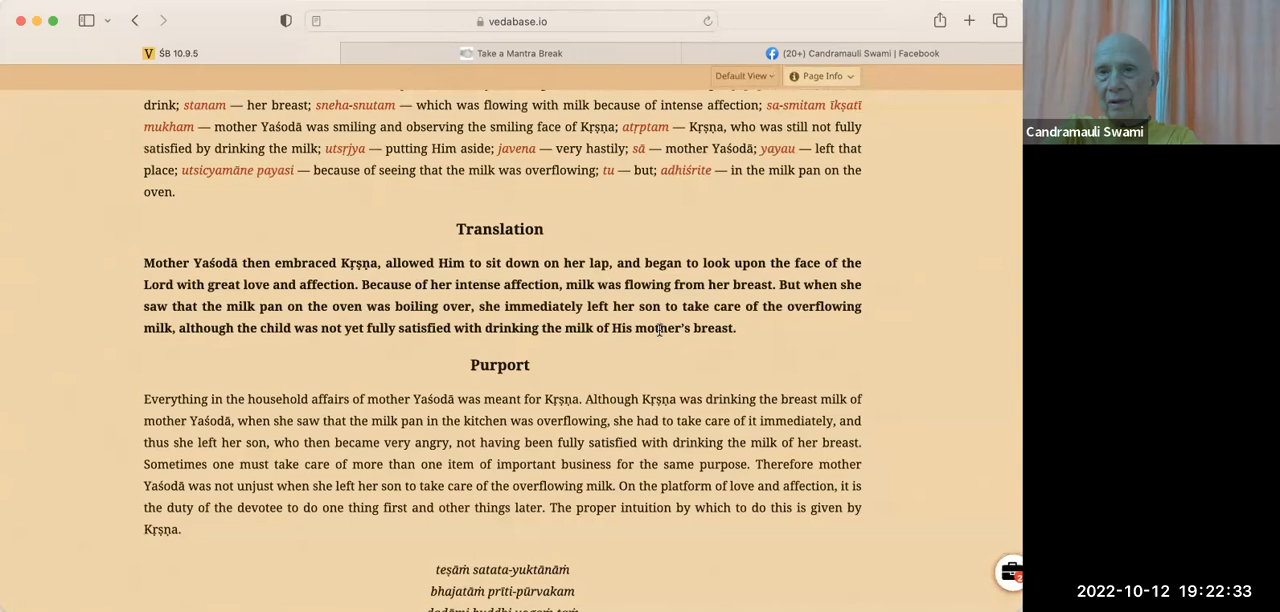 vedabase.io
V ŚB 10.9.5
Take a Mantra Break
(20+) Candramauli Swami | Facebook
Default View
Page Info
drink; stanam — her breast; sneha-snutam — which was flowing with milk because of intense affection; sa-smitam īkṣatī
mukham — mother Yaśodā was smiling and observing the smiling face of Kṛṣṇa; atṛptam — Kṛṣṇa, who was still not fully
satisfied by drinking the milk; utsṛjya — putting Him aside; javena — very hastily; sā — mother Yaśodā; yayau — left that
place; utsicyamāne payasi — because of seeing that the milk was overflowing; tu — but; adhiśrite — in the milk pan on the
oven.
Translation
Mother Yaśodā then embraced Kṛṣṇa, allowed Him to sit down on her lap, and began to look upon the face of the
Lord with great love and affection. Because of her intense affection, milk was flowing from her breast. But when she
saw that the milk pan on the oven was boiling over, she immediately left her son to take care of the overflowing
milk, although the child was not yet fully satisfied with drinking the milk of His mother's breast.
Purport
Everything in the household affairs of mother Yaśodā was meant for Kṛṣṇa. Although Kṛṣṇa was drinking the breast milk of
mother Yaśodā, when she saw that the milk pan in the kitchen was overflowing, she had to take care of it immediately, and
thus she left her son, who then became very angry, not having been fully satisfied with drinking the milk of her breast.
Sometimes one must take care of more than one item of important business for the same purpose. Therefore mother
Yaśodā was not unjust when she left her son to take care of the overflowing milk. On the platform of love and affection, it is
the duty of the devotee to do one thing first and other things later. The proper intuition by which to do this is given by
Kṛṣṇa.
teṣāṁ satata-yuktānāṁ
bhajatāṁ prīti-pūrvakam
dadāmi buddhi-yogaṁ taṁ
Candramauli Swami
2
2022-10-12 19:22:33